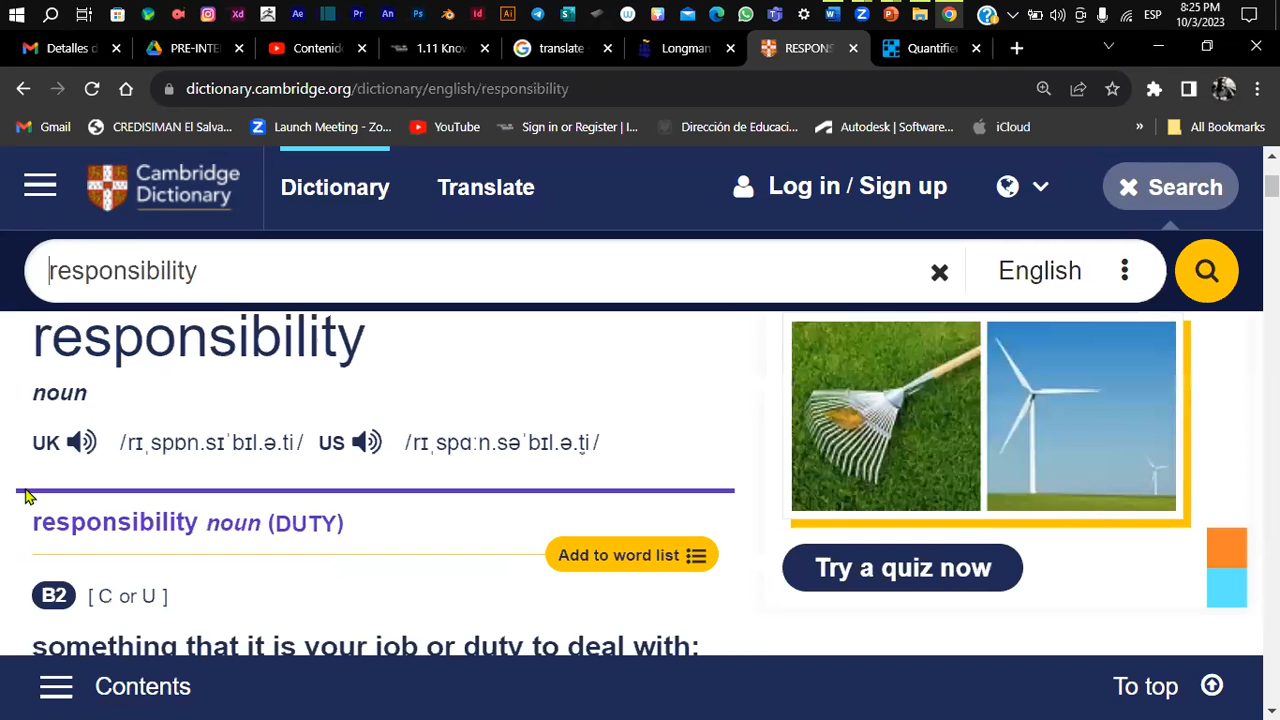 8:25 PM
ESP
10/3/2023
Detalles d
PRE-INTE
Contenido
1.11 Know
translate
Longman
RESPONS
Quantifie
dictionary.cambridge.org/dictionary/english/responsibility
Gmail
CREDISIMAN El Salva...
Launch Meeting - Zo...
YouTube
Sign in or Register | I...
Dirección de Educaci...
Autodesk | Software...
iCloud
»
All Bookmarks
Cambridge
Dictionary
Dictionary
Translate
Log in / Sign up
Search
responsibility
English
responsibility
noun
UK /rɪˌspɒn.sɪˈbɪl.ə.ti/ US /rɪˌspɑːn.səˈbɪl.ə.t̬i/
responsibility noun (DUTY)
Add to word list
B2 [ C or U ]
something that it is your job or duty to deal with:
Try a quiz now
Contents
To top